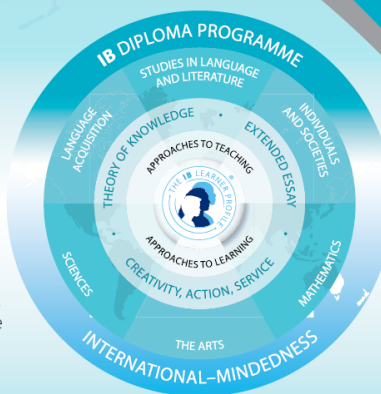 IB DIPLOMA PROGRAMME
STUDIES IN LANGUAGE
AND LITERATURE
LANGUAGE
ACQUISITION
INDIVIDUALS
AND SOCIETIES
THEORY OF KNOWLEDGE
EXTENDED ESSAY
APPROACHES TO TEACHING
THE IB LEARNER PROFILE
®
APPROACHES TO LEARNING
CREATIVITY, ACTION, SERVICE
SCIENCES
MATHEMATICS
THE ARTS
INTERNATIONAL–MINDEDNESS
e